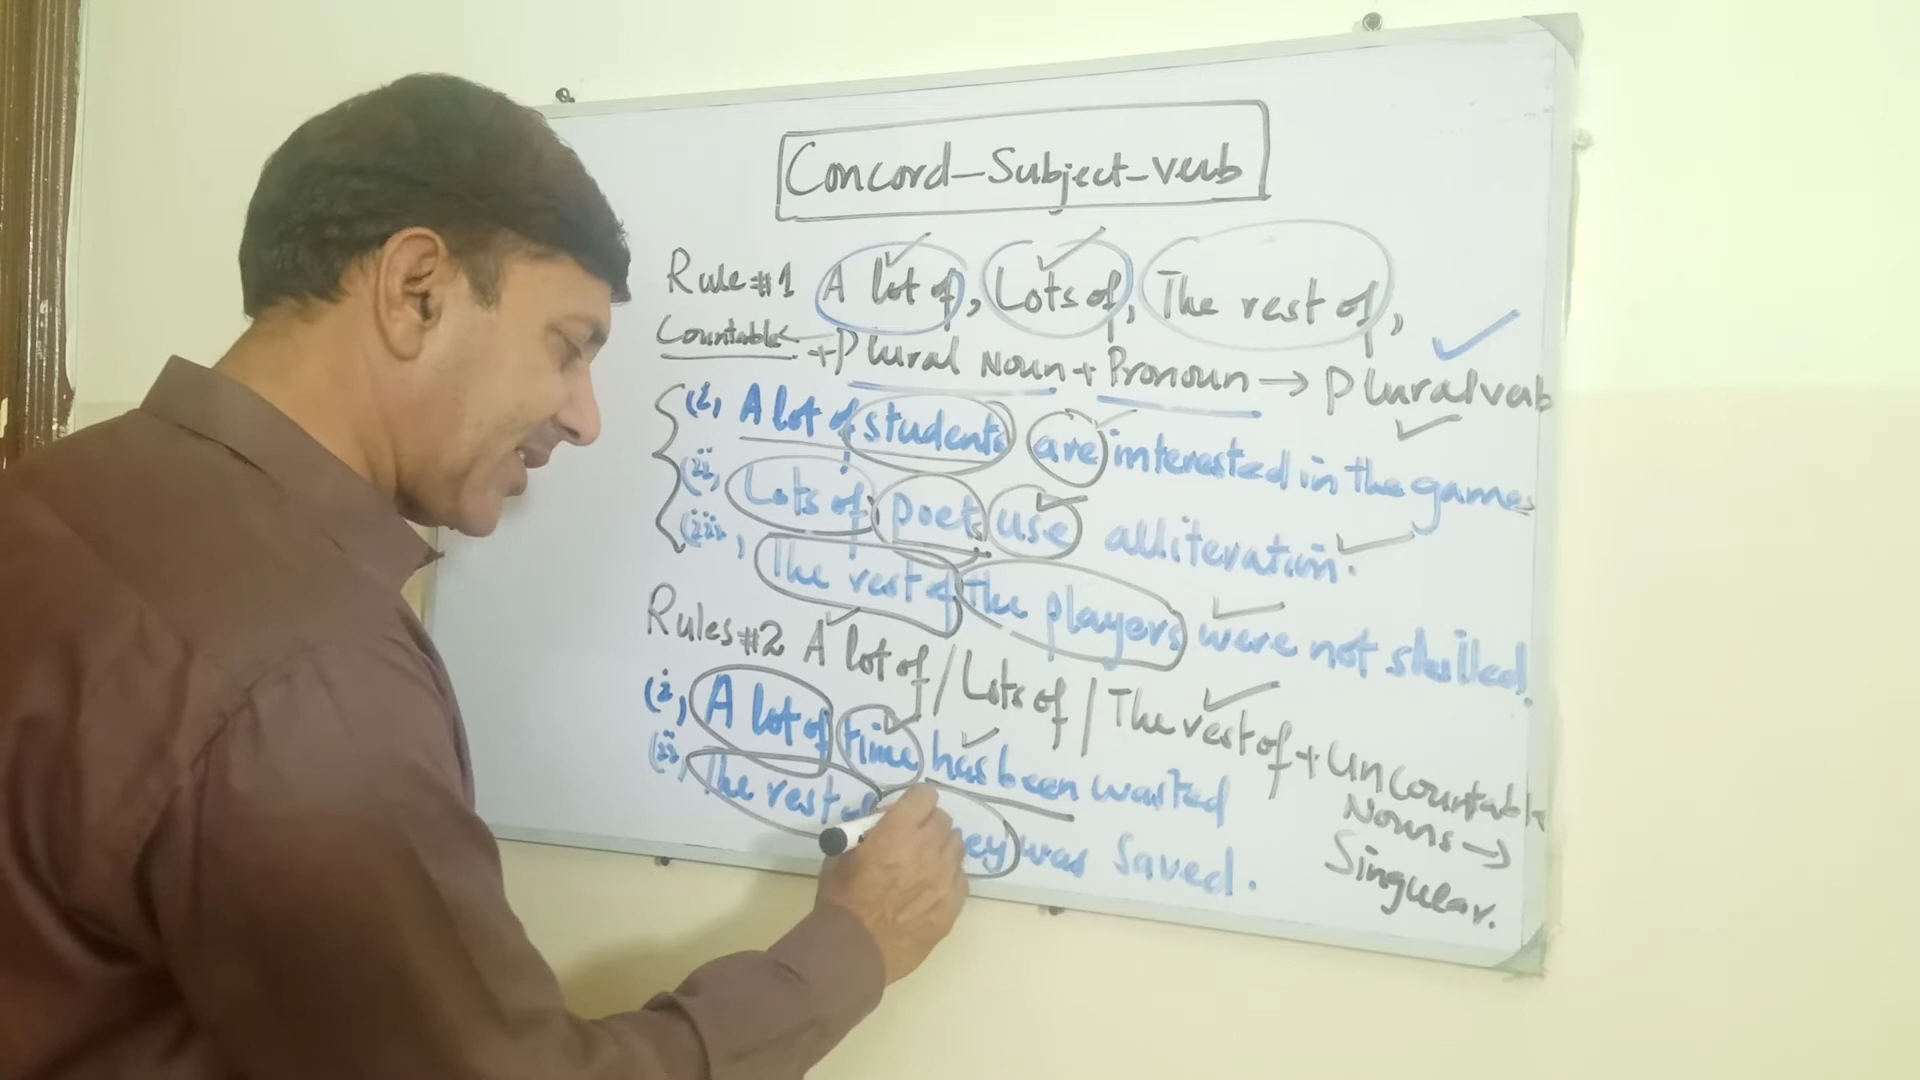 Concord-Subject-verb
Rule#1 A lot of, Lots of, The rest of,
Countable +Plural Noun+Pronoun→Plural verb
(i, A lot of students are interested in the games
(ii, Lots of poets use alliteration.
(iii, The rest of the players were not skilled.
Rules#2 A lot of/Lots of/The rest of+Uncountable
Nouns→
Singular.
(i, A lot of time has been wasted
(ii, The rest of ney was saved.